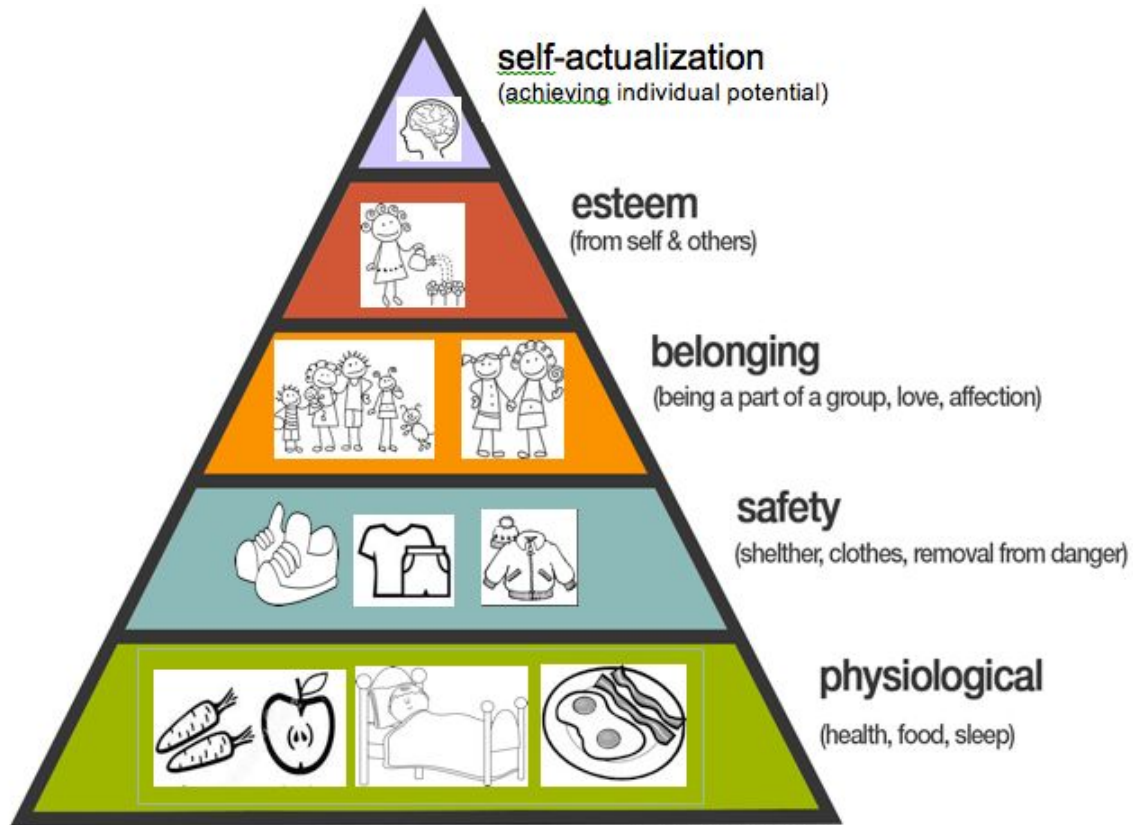 self-actualization
(achieving individual potential)
esteem
(from self & others)
belonging
(being a part of a group, love, affection)
safety
(shelther, clothes, removal from danger)
physiological
(health, food, sleep)